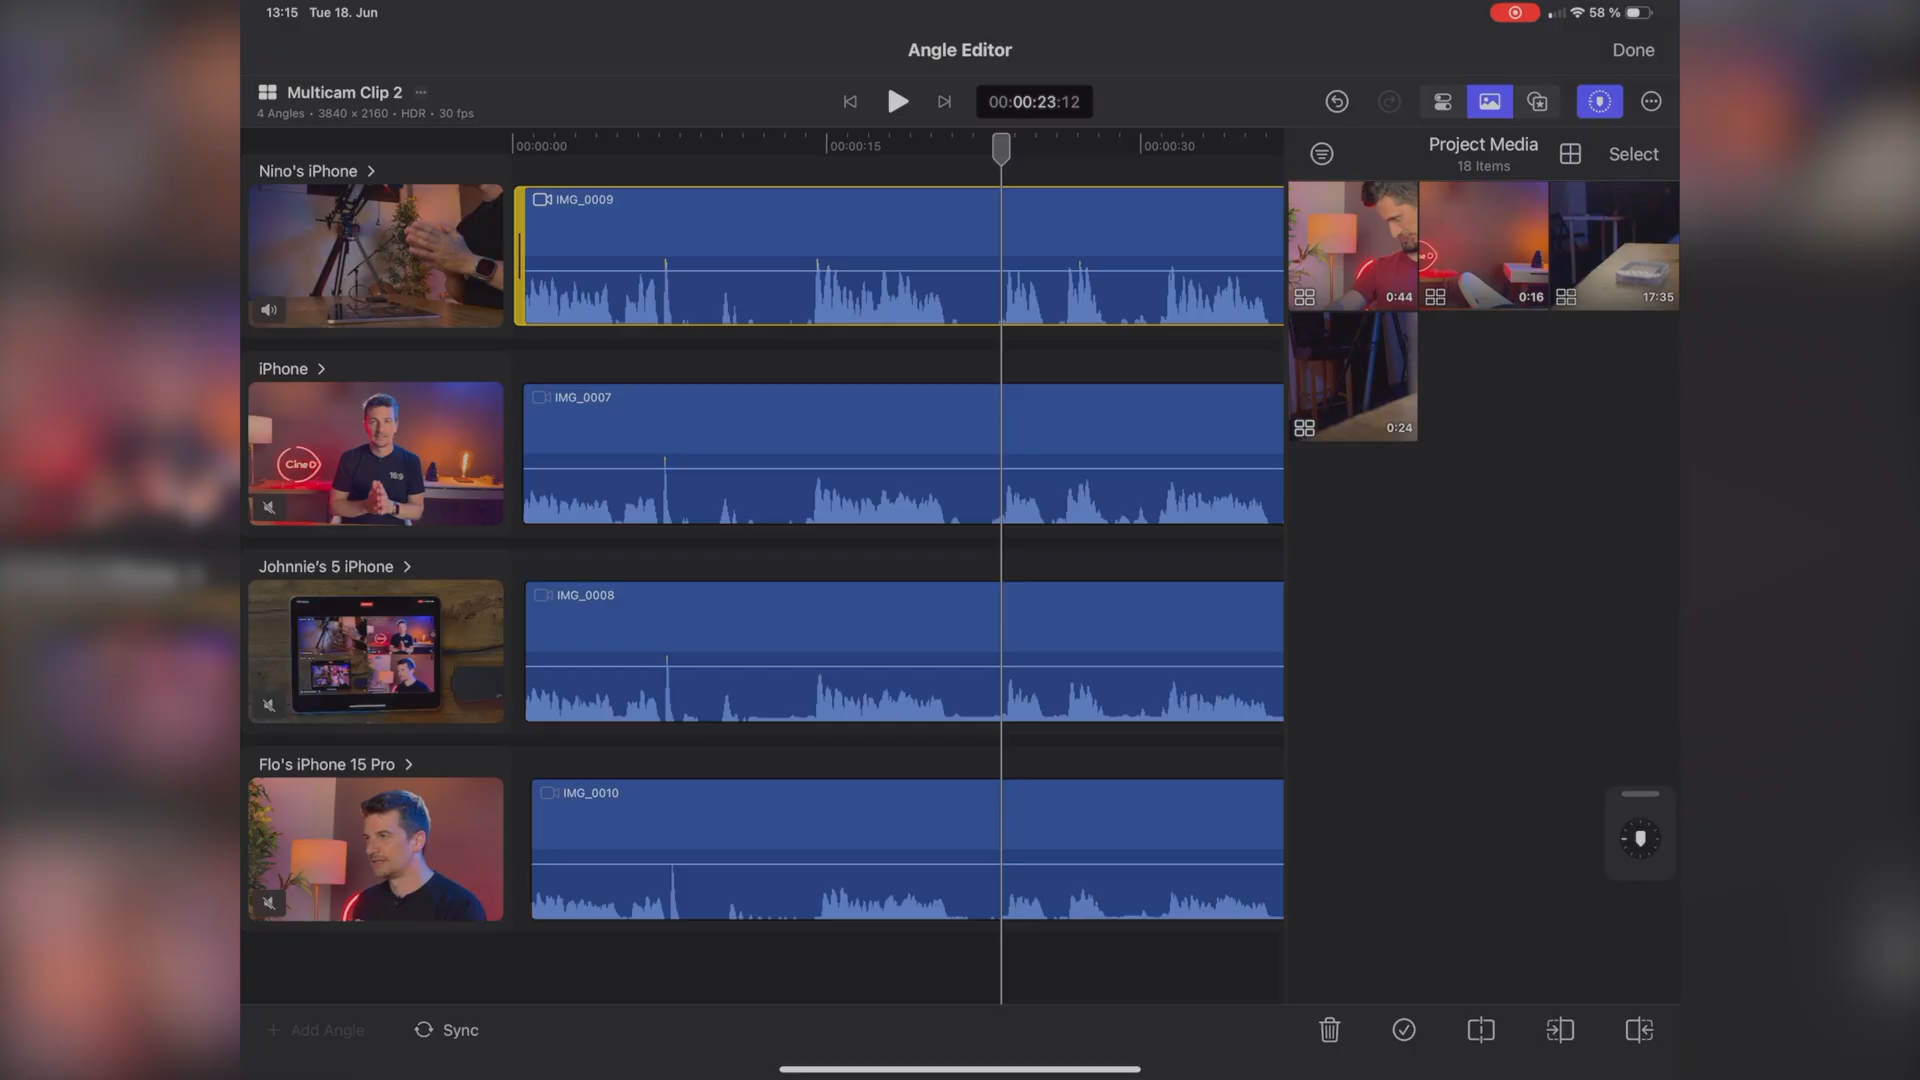 13:15 Tue 18. Jun
58 %
Angle Editor
Done
Multicam Clip 2
4 Angles • 3840 × 2160 • HDR • 30 fps
00:00:23:12
00:00:00
00:00:15
00:00:30
Project Media
18 Items
Select
Nino's iPhone
IMG_0009
0:44
0:16
17:35
0:24
iPhone
IMG_0007
CineD
16:9
Johnnie's 5 iPhone
IMG_0008
Flo's iPhone 15 Pro
IMG_0010
+ Add Angle
Sync